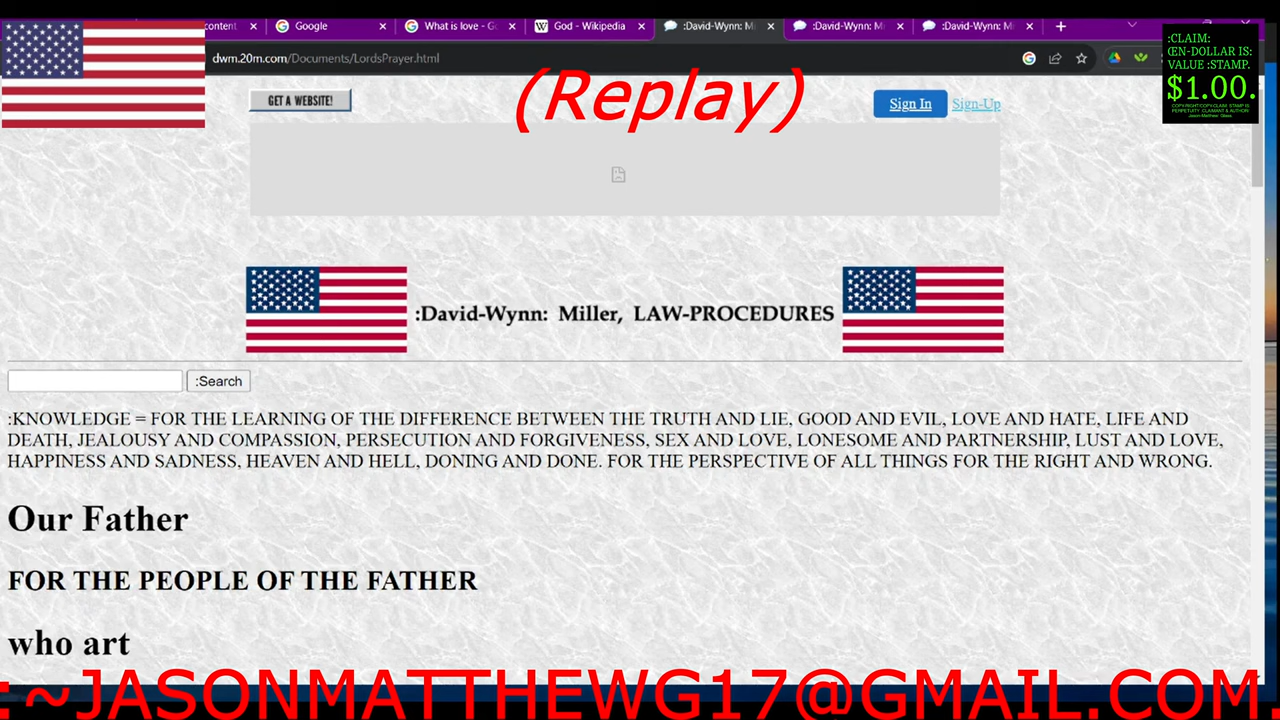 content
Google
What is love - Go
God - Wikipedia
:David-Wynn: Mi
:David-Wynn: Mi
:David-Wynn: Mi
dwm.20m.com/Documents/LordsPrayer.html
:CLAIM:
ŒN-DOLLAR IS:
VALUE :STAMP.
$1.00.
(Replay)
GET A WEBSITE!
Sign In
Sign-Up
:David-Wynn: Miller, LAW-PROCEDURES
:Search
:KNOWLEDGE = FOR THE LEARNING OF THE DIFFERENCE BETWEEN THE TRUTH AND LIE, GOOD AND EVIL, LOVE AND HATE, LIFE AND
DEATH, JEALOUSY AND COMPASSION, PERSECUTION AND FORGIVENESS, SEX AND LOVE, LONESOME AND PARTNERSHIP, LUST AND LOVE,
HAPPINESS AND SADNESS, HEAVEN AND HELL, DONING AND DONE. FOR THE PERSPECTIVE OF ALL THINGS FOR THE RIGHT AND WRONG.
Our Father
FOR THE PEOPLE OF THE FATHER
who art
:~JASONMATTHEWG17@GMAIL.COM.